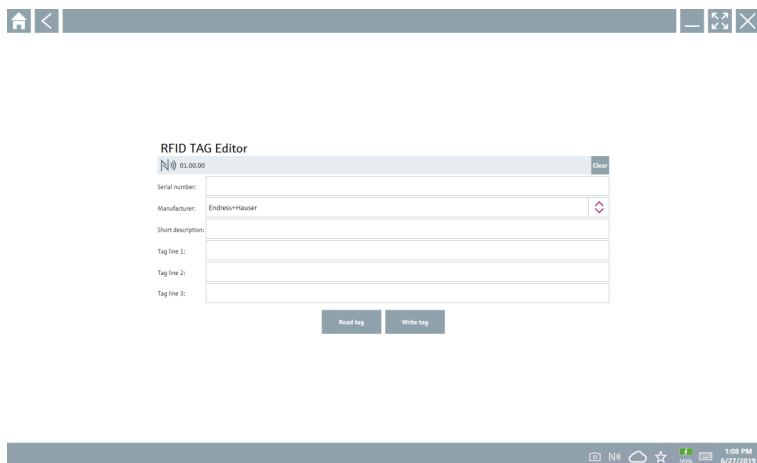 RFID TAG Editor
01.00.00
Clear
Serial number:
Manufacturer: Endress+Hauser
Short description:
Tag line 1:
Tag line 2:
Tag line 3:
Read tag Write tag
99% 1:08 PM
6/27/2019